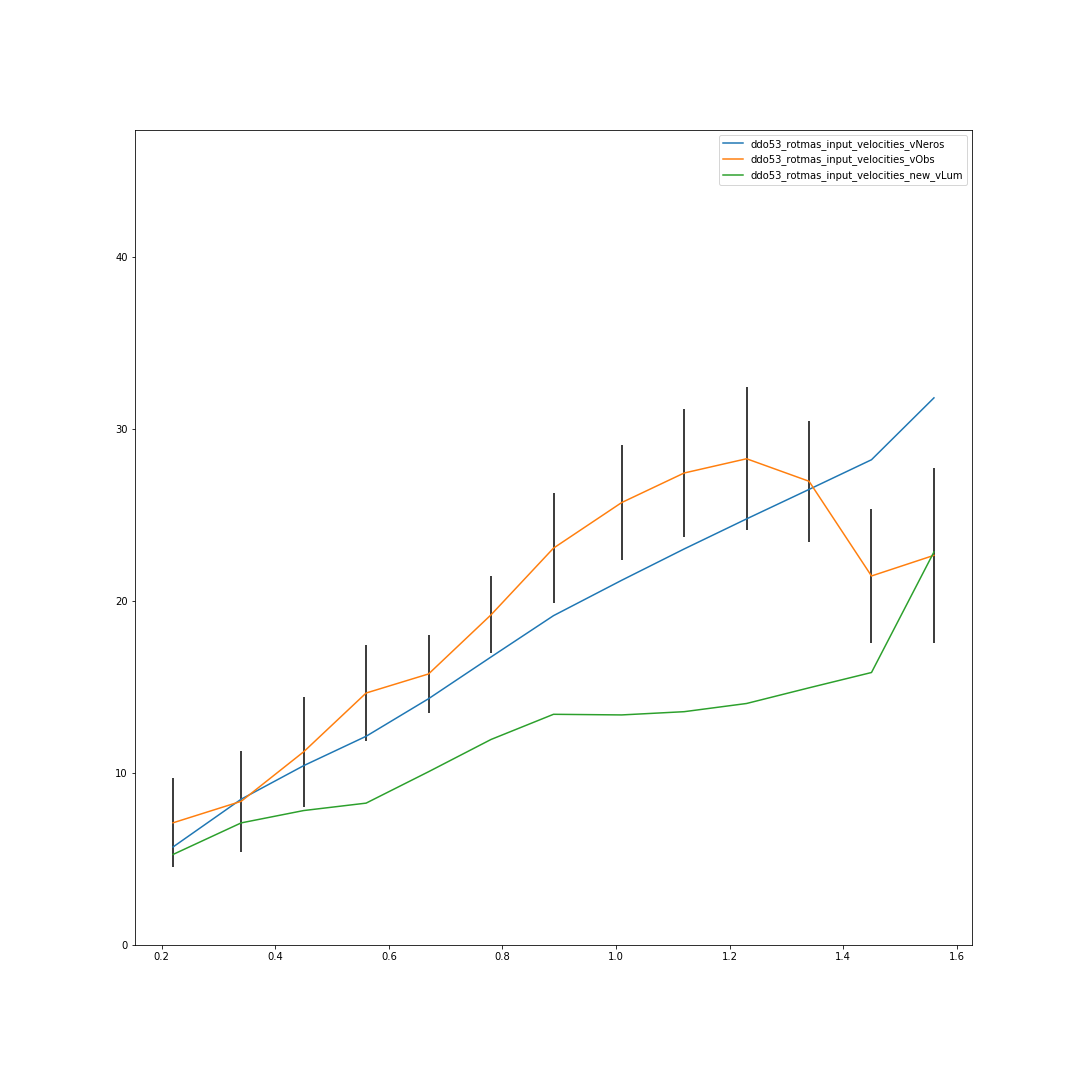 ddo53_rotmas_input_velocities_vNeros
ddo53_rotmas_input_velocities_vObs
ddo53_rotmas_input_velocities_new_vLum
40
30
20
10
0
0.2 0.4 0.6 0.8 1.0 1.2 1.4 1.6